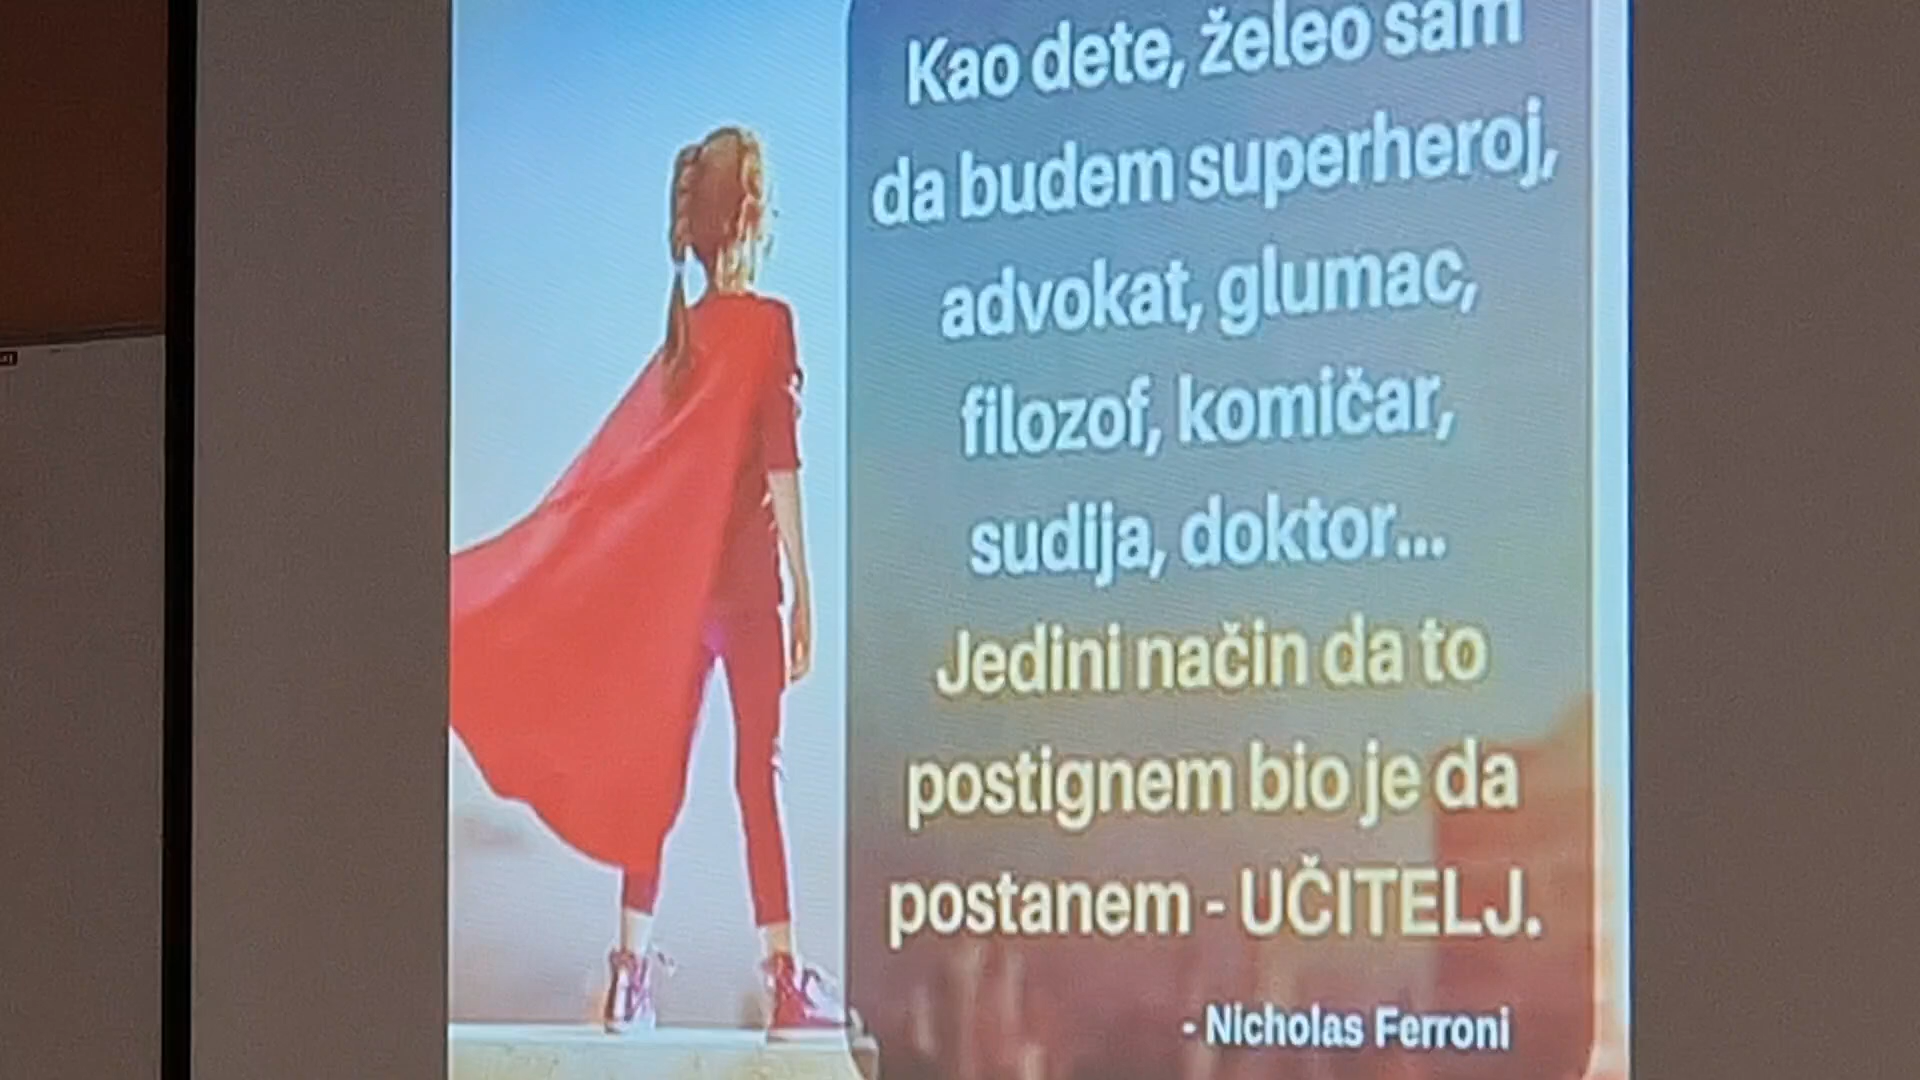 Kao dete, želeo sam
da budem superheroj,
advokat, glumac,
filozof, komičar,
sudija, doktor...
Jedini način da to
postignem bio je da
postanem - UČITELJ.
- Nicholas Ferroni